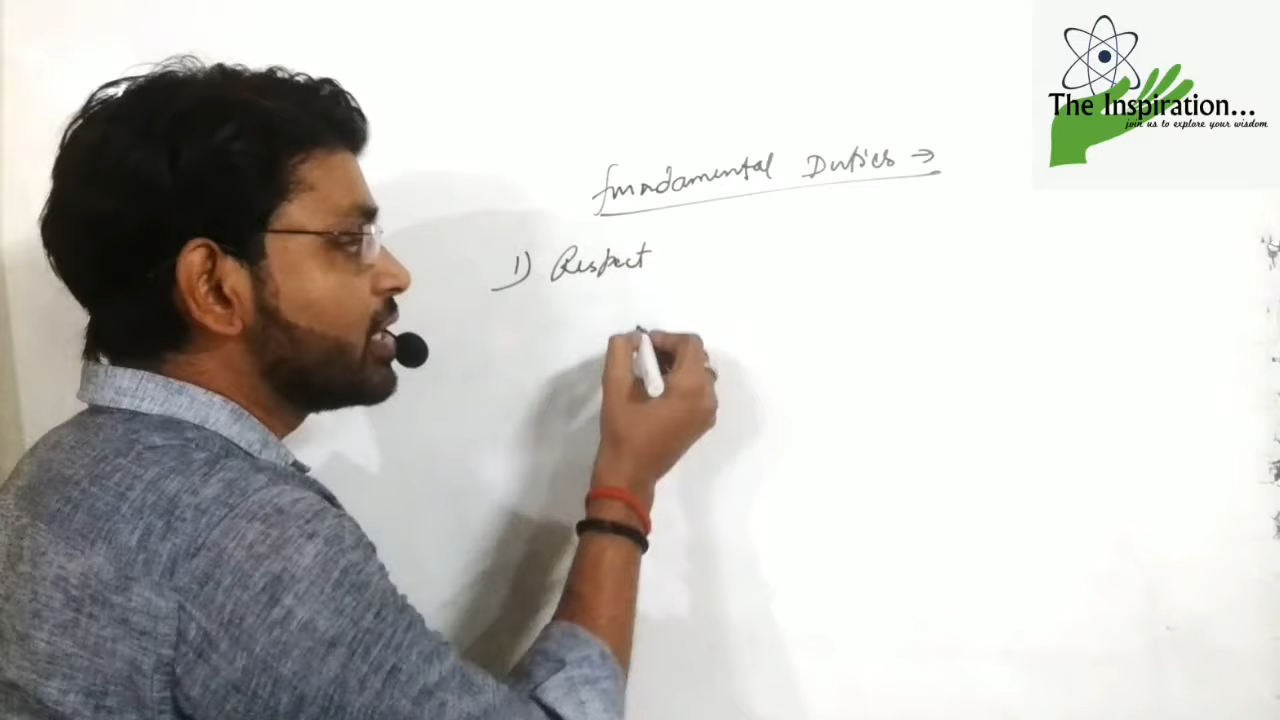 The Inspiration...
join us to explore your wisdom
Fundamental Duties →
1) Respect